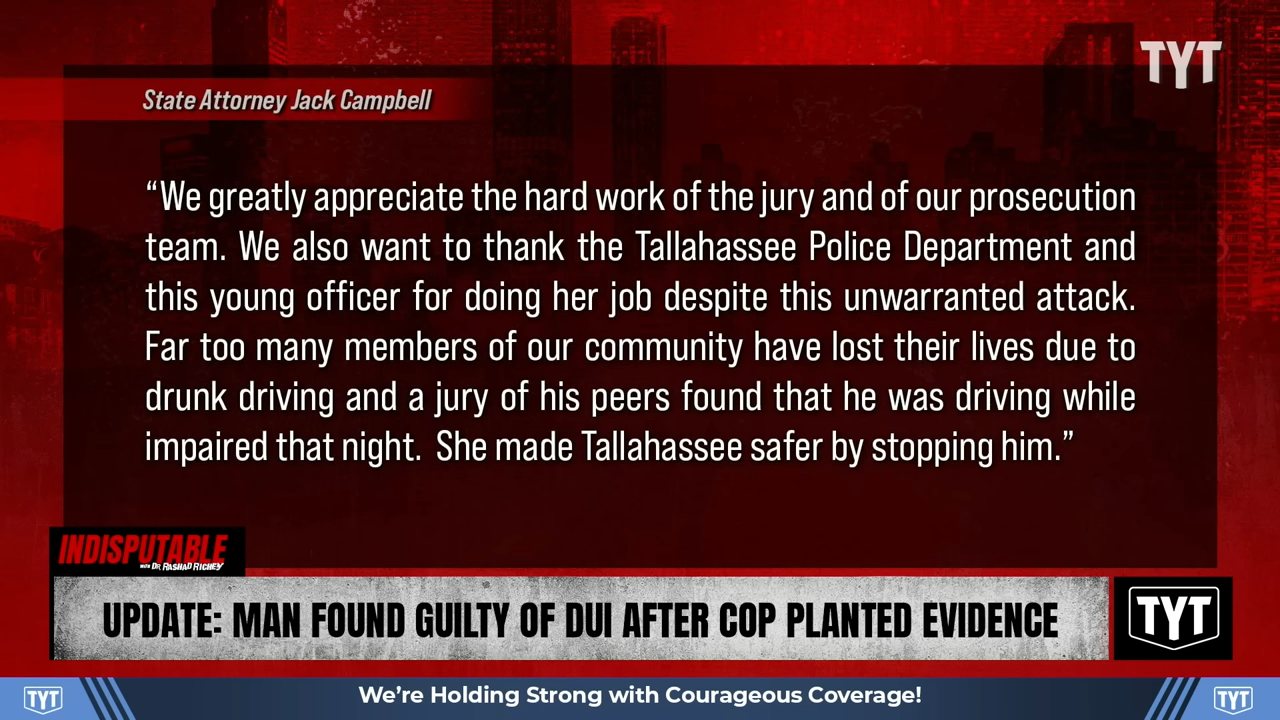 TYT
State Attorney Jack Campbell
“We greatly appreciate the hard work of the jury and of our prosecution
team. We also want to thank the Tallahassee Police Department and
this young officer for doing her job despite this unwarranted attack.
Far too many members of our community have lost their lives due to
drunk driving and a jury of his peers found that he was driving while
impaired that night. She made Tallahassee safer by stopping him.”
INDISPUTABLE
WITH DR. RASHAD RICHEY
UPDATE: MAN FOUND GUILTY OF DUI AFTER COP PLANTED EVIDENCE
TYT
TYT
We’re Holding Strong with Courageous Coverage!
TYT